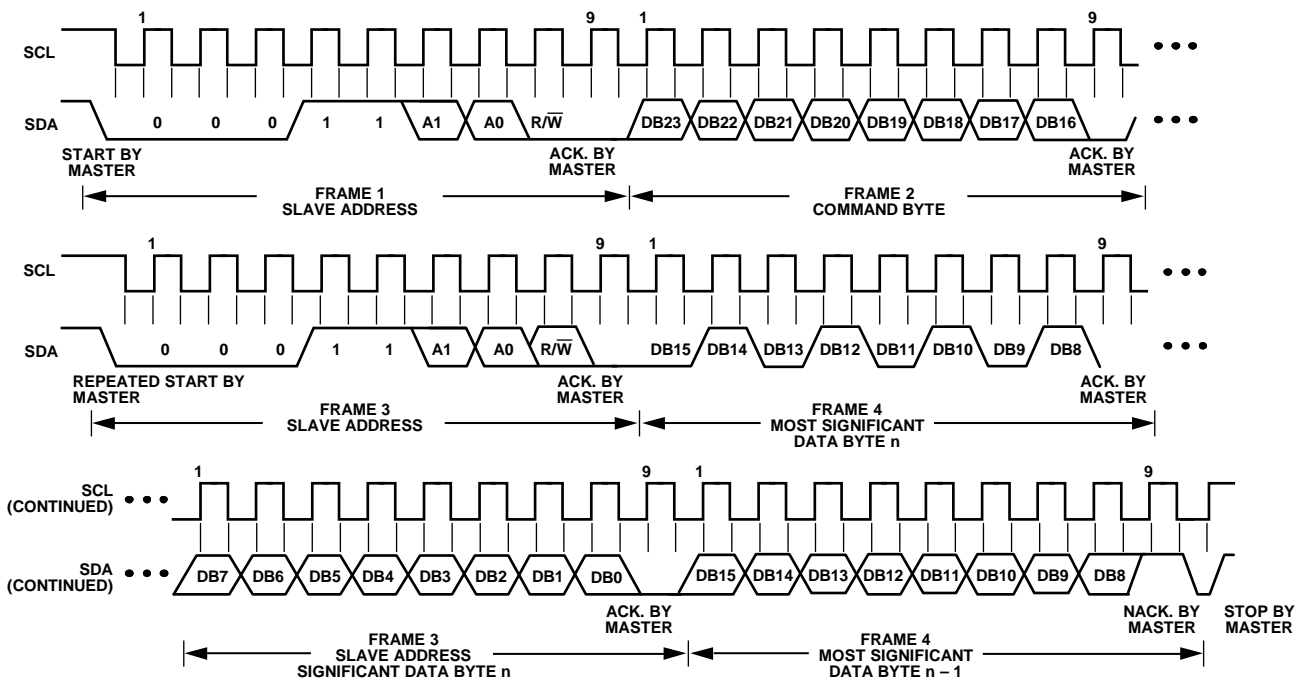 1 9 1 9
SCL
SDA 0 0 0 1 1 A1 A0 R/W̅ DB23 DB22 DB21 DB20 DB19 DB18 DB17 DB16
START BY MASTER
ACK. BY MASTER
ACK. BY MASTER
FRAME 1
SLAVE ADDRESS
FRAME 2
COMMAND BYTE
1 9 1 9
SCL
SDA 0 0 0 1 1 A1 A0 R/W̅ DB15 DB14 DB13 DB12 DB11 DB10 DB9 DB8
REPEATED START BY
MASTER
ACK. BY
MASTER
ACK. BY
MASTER
FRAME 3
SLAVE ADDRESS
FRAME 4
MOST SIGNIFICANT
DATA BYTE n
1 9 1 9
SCL
(CONTINUED)
SDA
(CONTINUED)
DB7 DB6 DB5 DB4 DB3 DB2 DB1 DB0 DB15 DB14 DB13 DB12 DB11 DB10 DB9 DB8
ACK. BY
MASTER
NACK. BY
MASTER
STOP BY
MASTER
FRAME 3
SLAVE ADDRESS
SIGNIFICANT DATA BYTE n
FRAME 4
MOST SIGNIFICANT
DATA BYTE n – 1